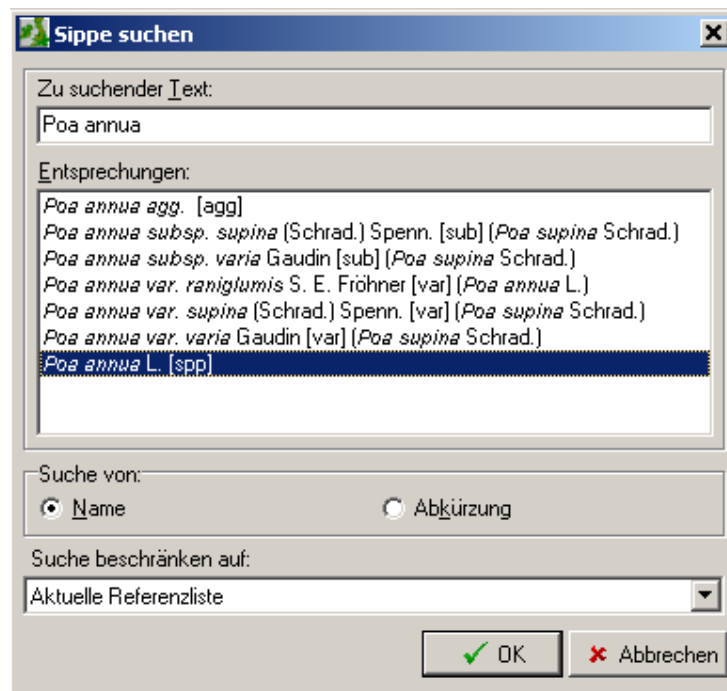 Sippe suchen
Zu suchender Text:
Poa annua
Entsprechungen:
Poa annua agg. [agg]
Poa annua subsp. supina (Schrad.) Spenn. [sub] (Poa supina Schrad.)
Poa annua subsp. varia Gaudin [sub] (Poa supina Schrad.)
Poa annua var. raniglumis S. E. Fröhner [var] (Poa annua L.)
Poa annua var. supina (Schrad.) Spenn. [var] (Poa supina Schrad.)
Poa annua var. varia Gaudin [var] (Poa supina Schrad.)
Poa annua L. [spp]
Suche von:
Name Abkürzung
Suche beschränken auf:
Aktuelle Referenzliste
OK Abbrechen